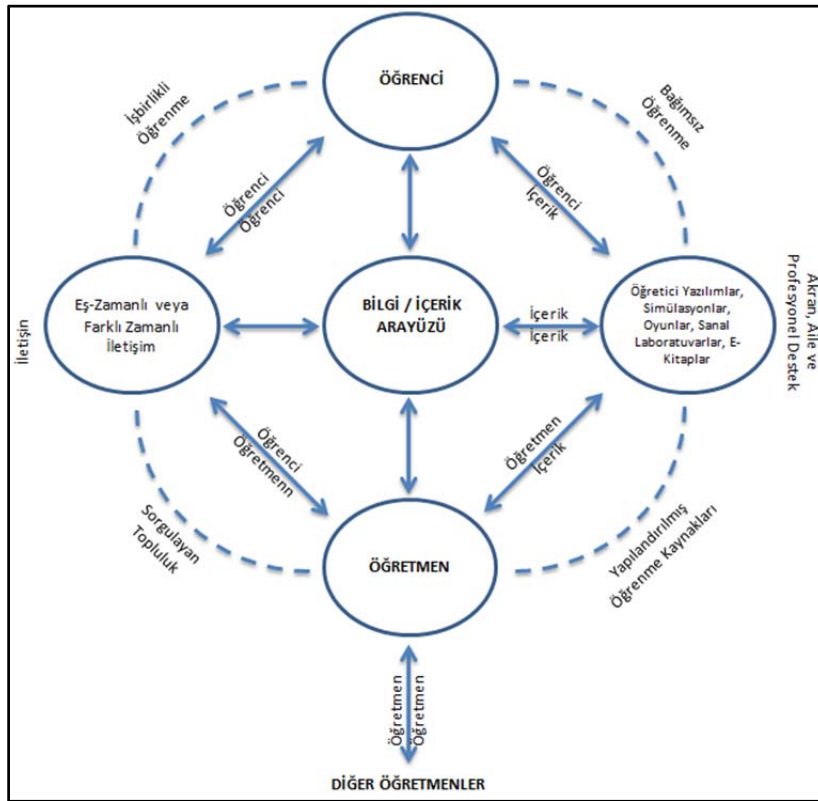 ÖĞRENCİ
İşbirlikli
Öğrenme
Bağımsız
Öğrenme
Öğrenci
Öğrenci
Öğrenci
İçerik
Eş-Zamanlı veya
Farklı Zamanlı
İletişim
İletişin
BİLGİ / İÇERİK
ARAYÜZÜ
İçerik
İçerik
Öğretici Yazılımlar,
Simülasyonlar,
Oyunlar, Sanal
Laboratuvarlar, E-
Kitaplar
Akran, Aile ve
Profesyonel Destek
Öğrenci
Öğretmenn
Öğretmen
İçerik
Sorgulayan
Topluluk
Yapılandırılmış
Öğrenme Kaynakları
ÖĞRETMEN
Öğretmen
Öğretmen
DİĞER ÖĞRETMENLER